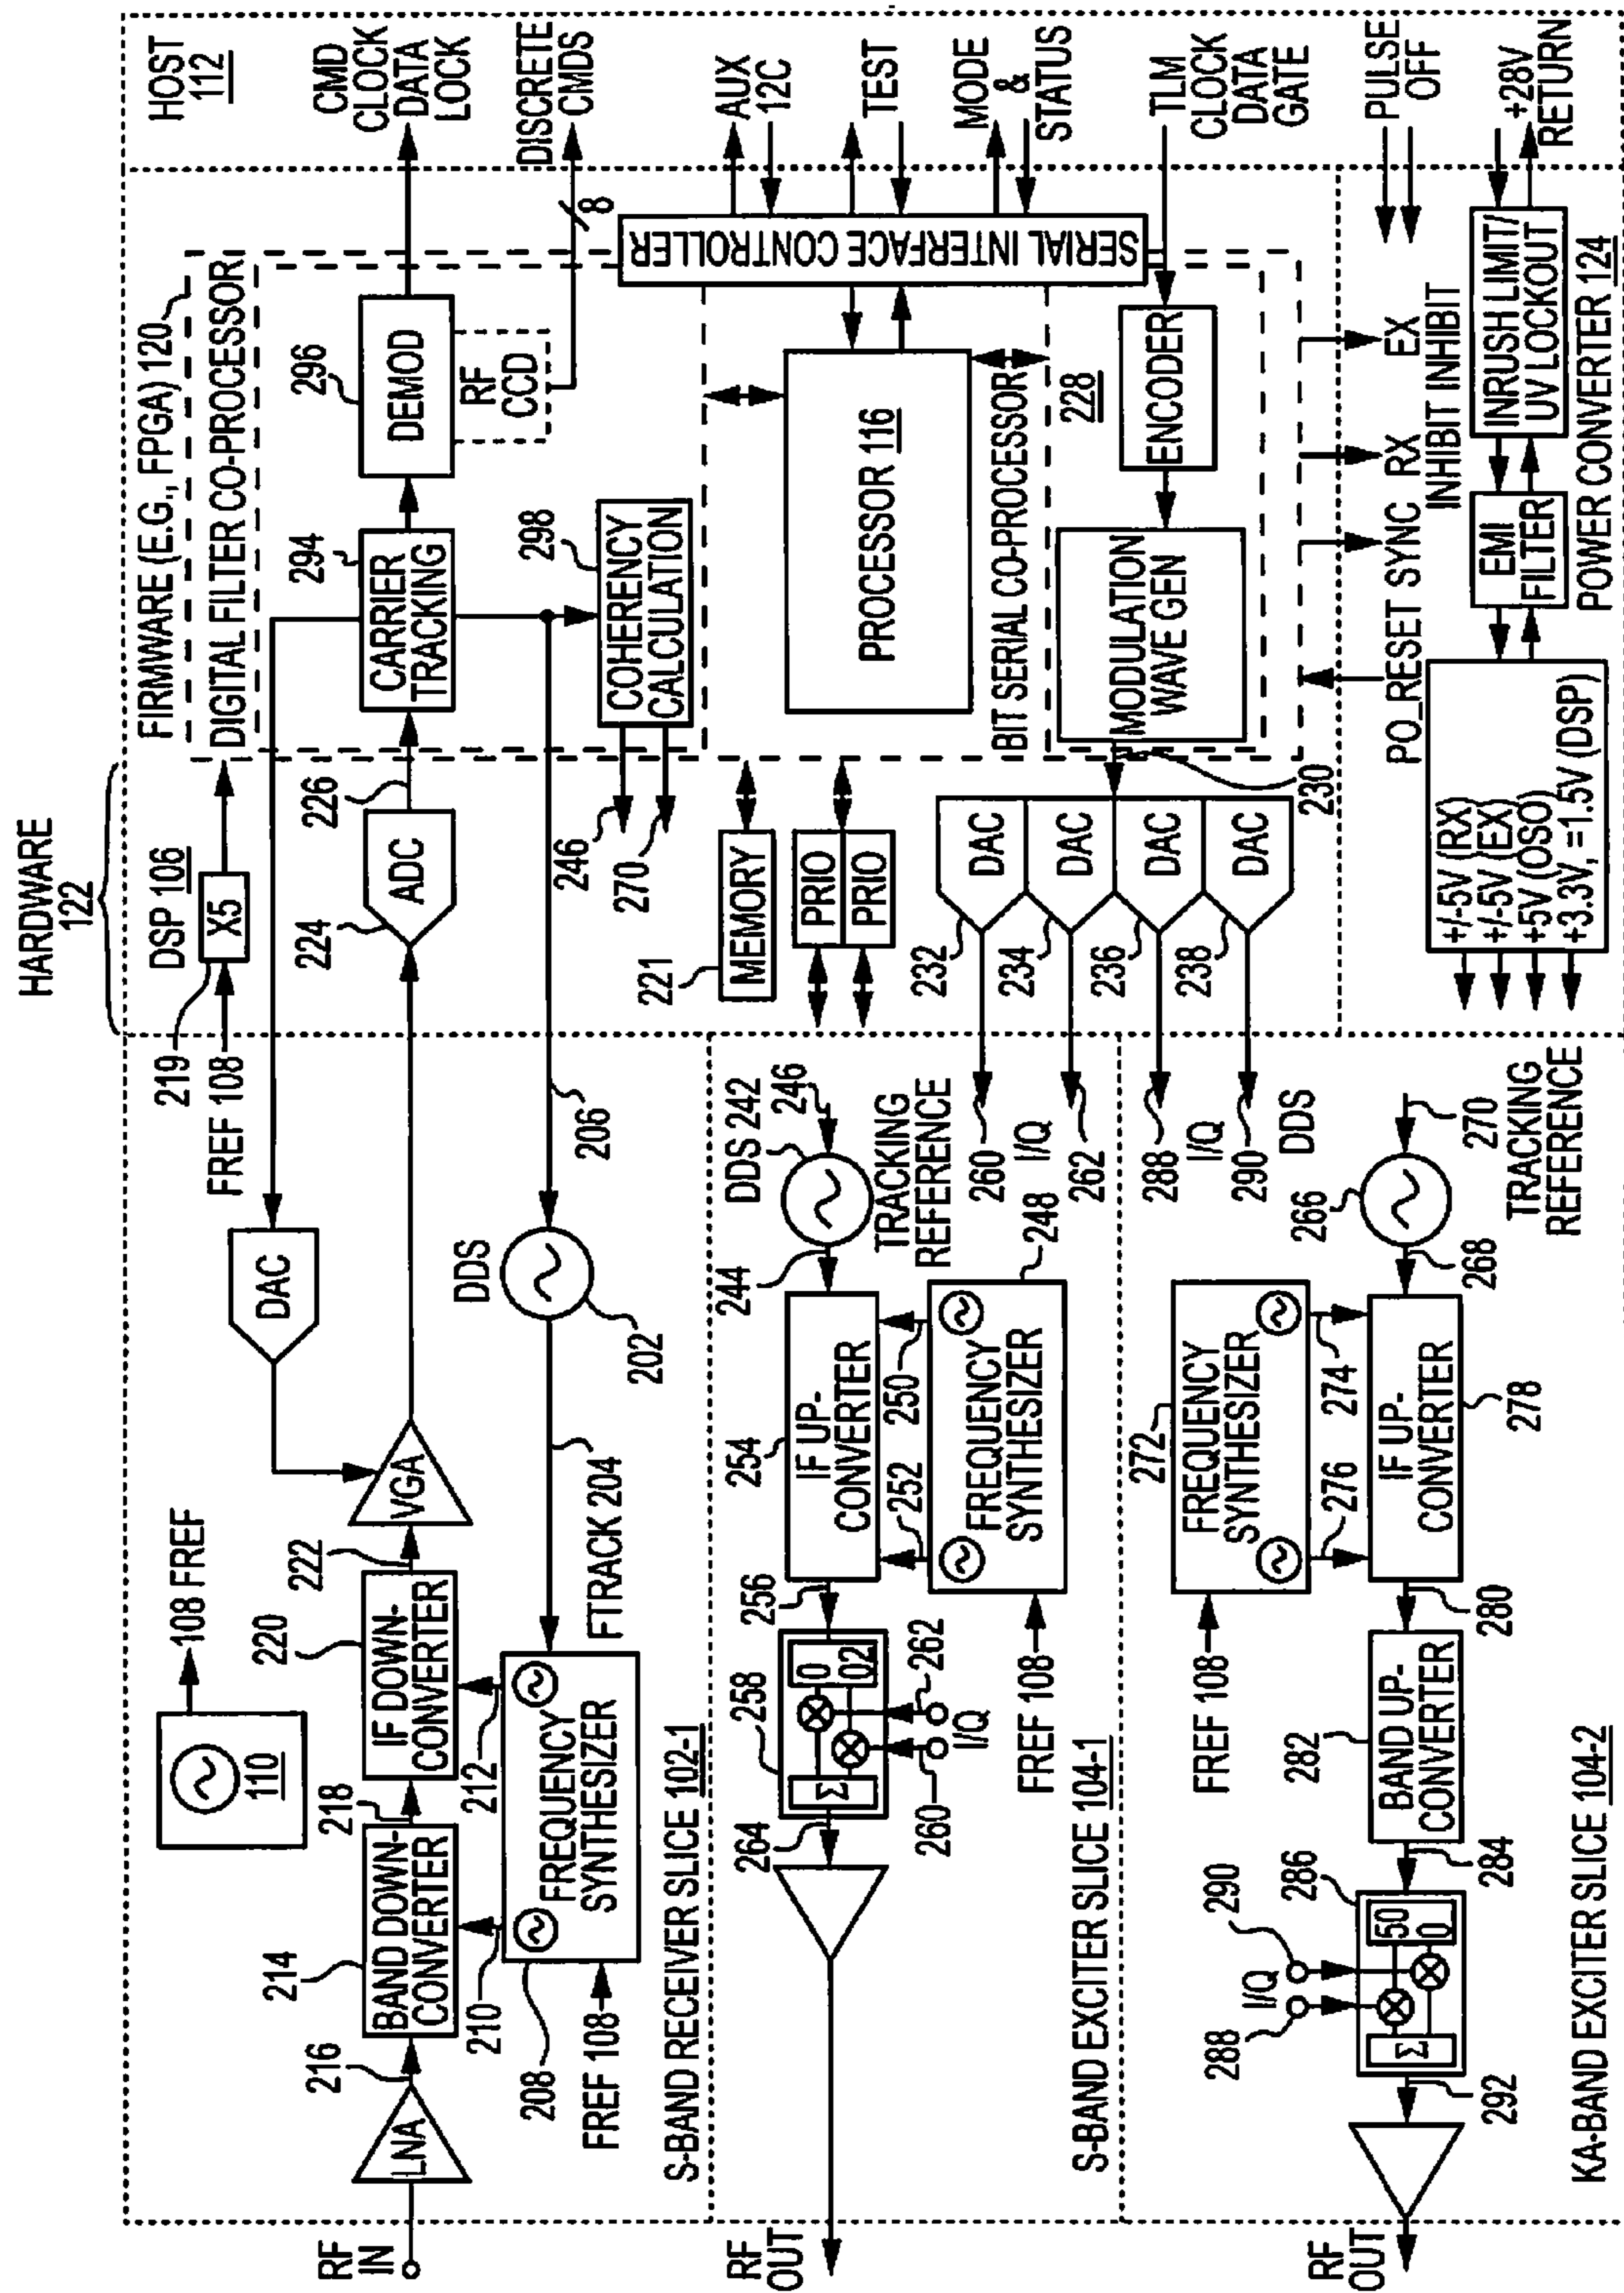 HARDWARE
122
HOST
112
RF
IN
LNA
216
214
BAND DOWN-
CONVERTER
218
220
IF DOWN-
CONVERTER
222
VGA
110
108 FREF
DAC
208
210
212
FREQUENCY
SYNTHESIZER
FREF 108
FTRACK 204
DDS
202
206
S-BAND RECEIVER SLICE 102-1
FREF 108
219
DSP 106
X5
224
ADC
226
FIRMWARE (E.G., FPGA) 120
DIGITAL FILTER CO-PROCESSOR
294
CARRIER
TRACKING
296
DEMOD
RF
CCD
298
COHERENCY
CALCULATION
246
270
8
CMD
CLOCK
DATA
LOCK
DISCRETE
CMDS
AUX
12C
TEST
MODE
&
STATUS
TLM
CLOCK
DATA
GATE
SERIAL INTERFACE CONTROLLER
221
MEMORY
PRIO
PRIO
PROCESSOR 116
BIT SERIAL CO-PROCESSOR
228
ENCODER
MODULATION
WAVE GEN
230
DAC
DAC
DAC
DAC
232
234
236
238
260
I/Q
262
288
I/Q
290
RF
OUT
264
258
Σ
0
02
260
262
I/Q
256
254
IF UP-
CONVERTER
244
DDS 242
246
TRACKING
REFERENCE
252
250
248
FREQUENCY
SYNTHESIZER
FREF 108
S-BAND EXCITER SLICE 104-1
RF
OUT
292
286
Σ
50
0
288
290
I/Q
284
282
BAND UP-
CONVERTER
280
278
IF UP-
CONVERTER
276
274
272
FREQUENCY
SYNTHESIZER
FREF 108
268
266
DDS
270
TRACKING
REFERENCE
KA-BAND EXCITER SLICE 104-2
PO_RESET SYNC RX EX
INHIBIT INHIBIT
PULSE
OFF
+/-5V (RX)
+/-5V (EX)
+5V (OSO)
+3.3V, =1.5V (DSP)
EMI
FILTER
INRUSH LIMIT/
UV LOCKOUT
+28V
RETURN
POWER CONVERTER 124